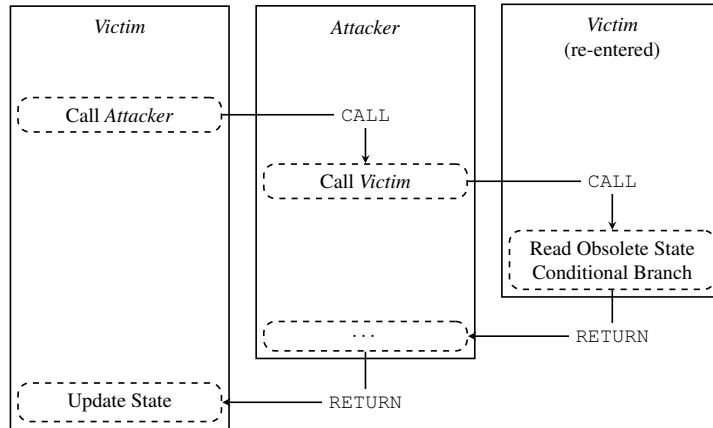 Victim
Attacker
Victim
(re-entered)
Call Attacker
CALL
Call Victim
CALL
Read Obsolete State
Conditional Branch
RETURN
...
RETURN
Update State